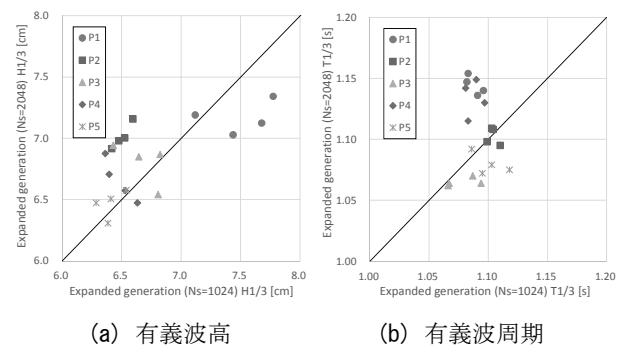 8.0
7.5
7.0
6.5
6.0
6.0 6.5 7.0 7.5 8.0
P1
P2
P3
P4
P5
Expanded generation (Ns=2048) H1/3 [cm]
Expanded generation (Ns=1024) H1/3 [cm]
(a) 有義波高
1.20
1.15
1.10
1.05
1.00
1.00 1.05 1.10 1.15 1.20
P1
P2
P3
P4
P5
Expanded generation (Ns=2048) T1/3 [s]
Expanded generation (Ns=1024) T1/3 [s]
(b) 有義波周期